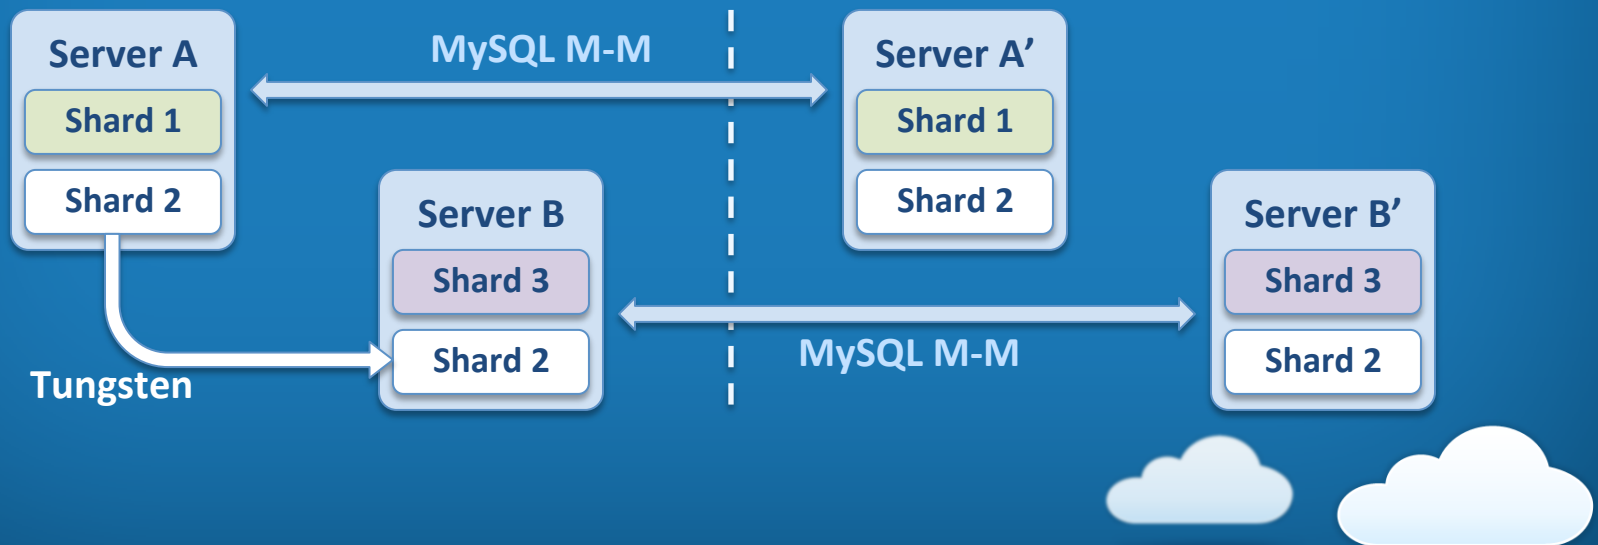 Server A
Shard 1
Shard 2
MySQL M-M
Server A’
Shard 1
Shard 2
Server B
Shard 3
Shard 2
Tungsten
MySQL M-M
Server B’
Shard 3
Shard 2